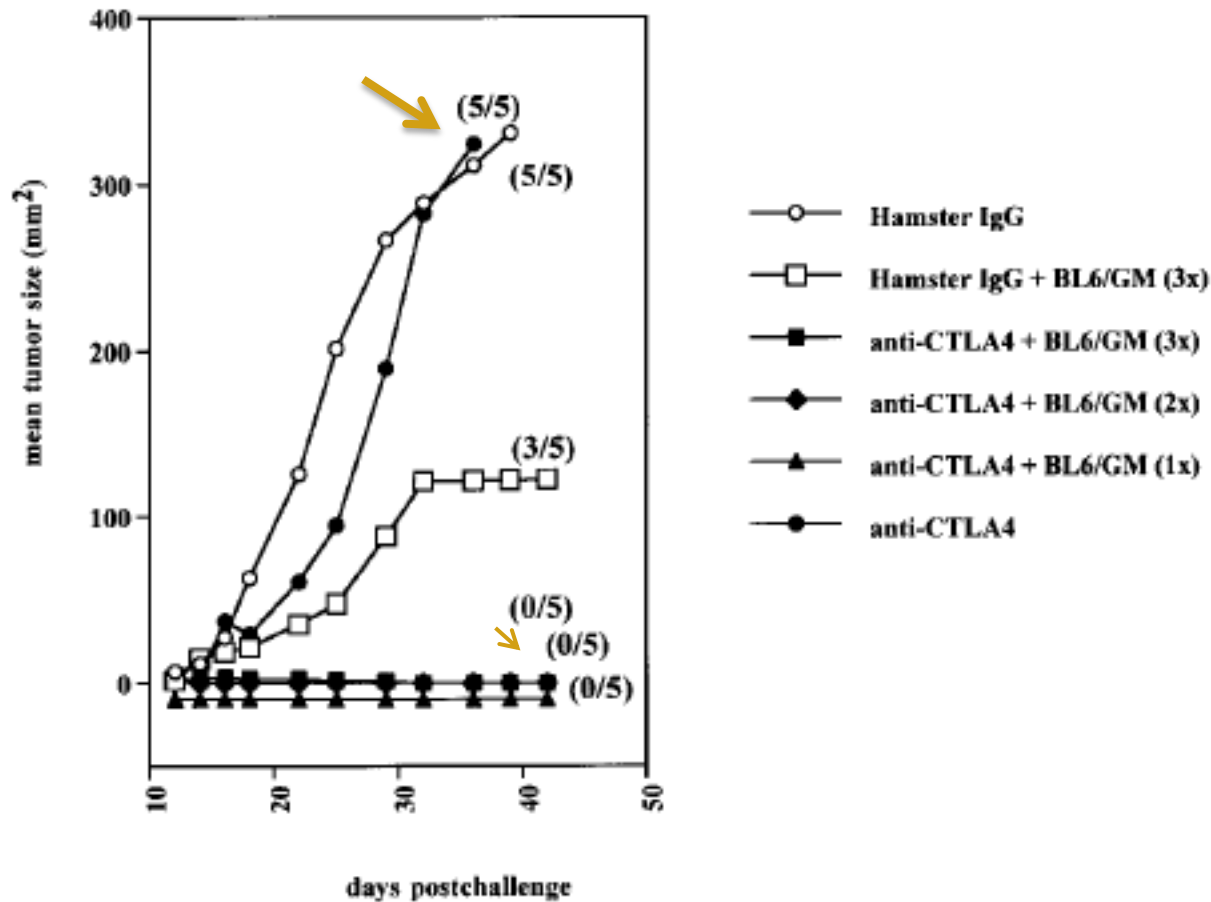 400
(5/5)
(5/5)
300
mean tumor size (mm²)
200
(3/5)
100
(0/5)
(0/5)
(0/5)
0
10
20
30
40
50
days postchallenge
Hamster IgG
Hamster IgG + BL6/GM (3x)
anti-CTLA4 + BL6/GM (3x)
anti-CTLA4 + BL6/GM (2x)
anti-CTLA4 + BL6/GM (1x)
anti-CTLA4